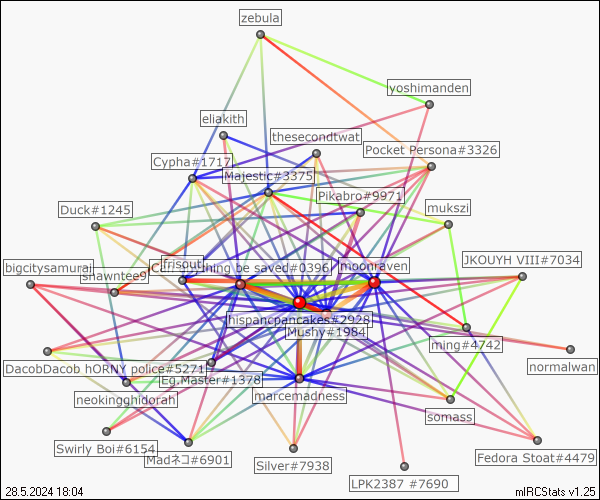 zebula
yoshimanden
eliakith
thesecondtwat
Cypha#1717
Pocket Persona#3326
Majestic#3375
Pikabro#9971
Duck#1245
mukszi
frisout
moonraven
JKOUYH VIII#7034
bigcitysamurai
shawntee9
hing be saved#0396
hispancpancakes#2928
Mushy#1984
ming#4742
normalwan
DacobDacob hORNY police#5271
Eg.Master#1378
neokingghidorah
marcemadness
somass
Swirly Boi#6154
Madネコ#6901
Silver#7938
LPK2387 #7690
Fedora Stoat#4479
28.5.2024 18:04
mIRCStats v1.25